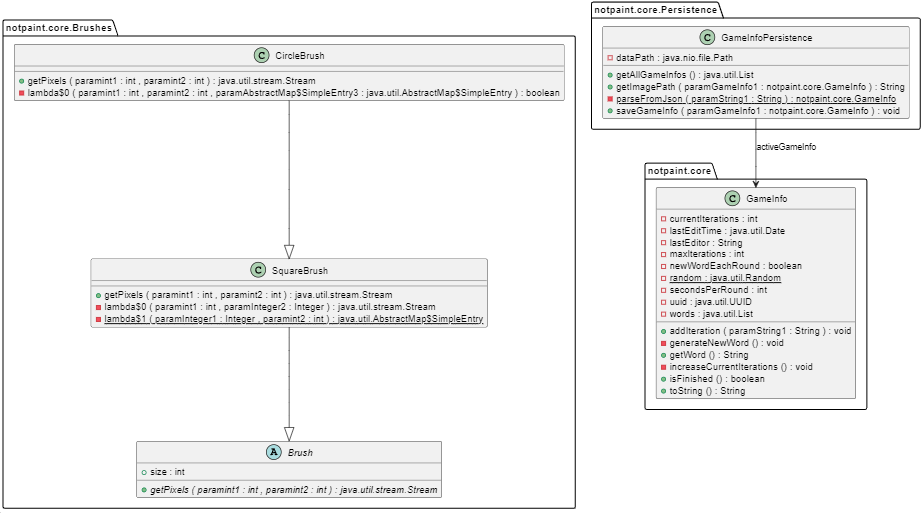 notpaint.core.Brushes
C CircleBrush
getPixels ( paramint1 : int , paramint2 : int ) : java.util.stream.Stream
lambda$0 ( paramint1 : int , paramint2 : int , paramAbstractMap$SimpleEntry3 : java.util.AbstractMap$SimpleEntry ) : boolean
C SquareBrush
getPixels ( paramint1 : int , paramint2 : int ) : java.util.stream.Stream
lambda$0 ( paramint1 : int , paramInteger2 : Integer ) : java.util.stream.Stream
lambda$1 ( paramInteger1 : Integer , paramint2 : int ) : java.util.AbstractMap$SimpleEntry
A Brush
size : int
getPixels ( paramint1 : int , paramint2 : int ) : java.util.stream.Stream
notpaint.core.Persistence
C GameInfoPersistence
dataPath : java.nio.file.Path
getAllGameInfos () : java.util.List
getImagePath ( paramGameInfo1 : notpaint.core.GameInfo ) : String
parseFromJson ( paramString1 : String ) : notpaint.core.GameInfo
saveGameInfo ( paramGameInfo1 : notpaint.core.GameInfo ) : void
activeGameInfo
notpaint.core
C GameInfo
currentIterations : int
lastEditTime : java.util.Date
lastEditor : String
maxIterations : int
newWordEachRound : boolean
random : java.util.Random
secondsPerRound : int
uuid : java.util.UUID
words : java.util.List
addIteration ( paramString1 : String ) : void
generateNewWord () : void
getWord () : String
increaseCurrentIterations () : void
isFinished () : boolean
toString () : String